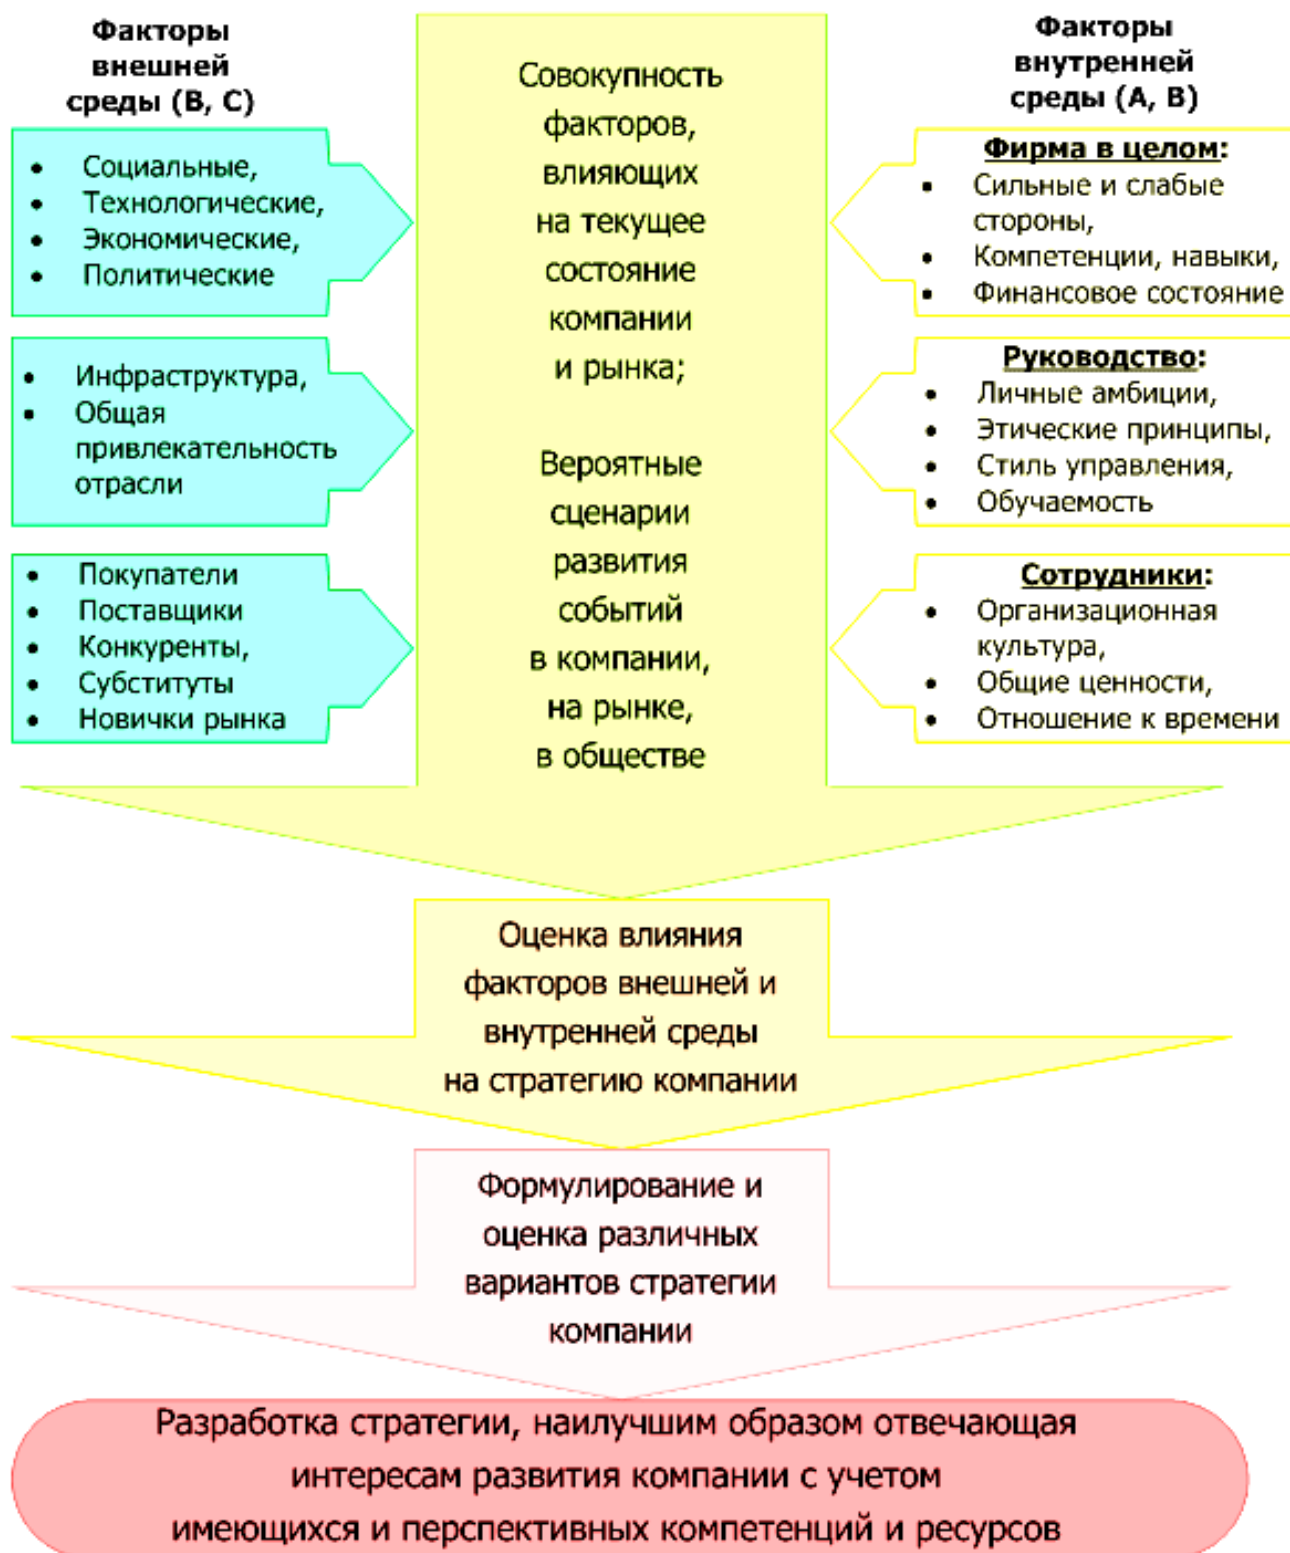 Факторы
внешней
среды (В, С)
• Социальные,
• Технологические,
• Экономические,
• Политические
• Инфраструктура,
• Общая
привлекательность
отрасли
• Покупатели
• Поставщики
• Конкуренты,
• Субституты
• Новички рынка
Совокупность
факторов,
влияющих
на текущее
состояние
компании
и рынка;
Вероятные
сценарии
развития
событий
в компании,
на рынке,
в обществе
Факторы
внутренней
среды (А, В)
Фирма в целом:
• Сильные и слабые
стороны,
• Компетенции, навыки,
• Финансовое состояние
Руководство:
• Личные амбиции,
• Этические принципы,
• Стиль управления,
• Обучаемость
Сотрудники:
• Организационная
культура,
• Общие ценности,
• Отношение к времени
Оценка влияния
факторов внешней и
внутренней среды
на стратегию компании
Формулирование и
оценка различных
вариантов стратегии
компании
Разработка стратегии, наилучшим образом отвечающая
интересам развития компании с учетом
имеющихся и перспективных компетенций и ресурсов